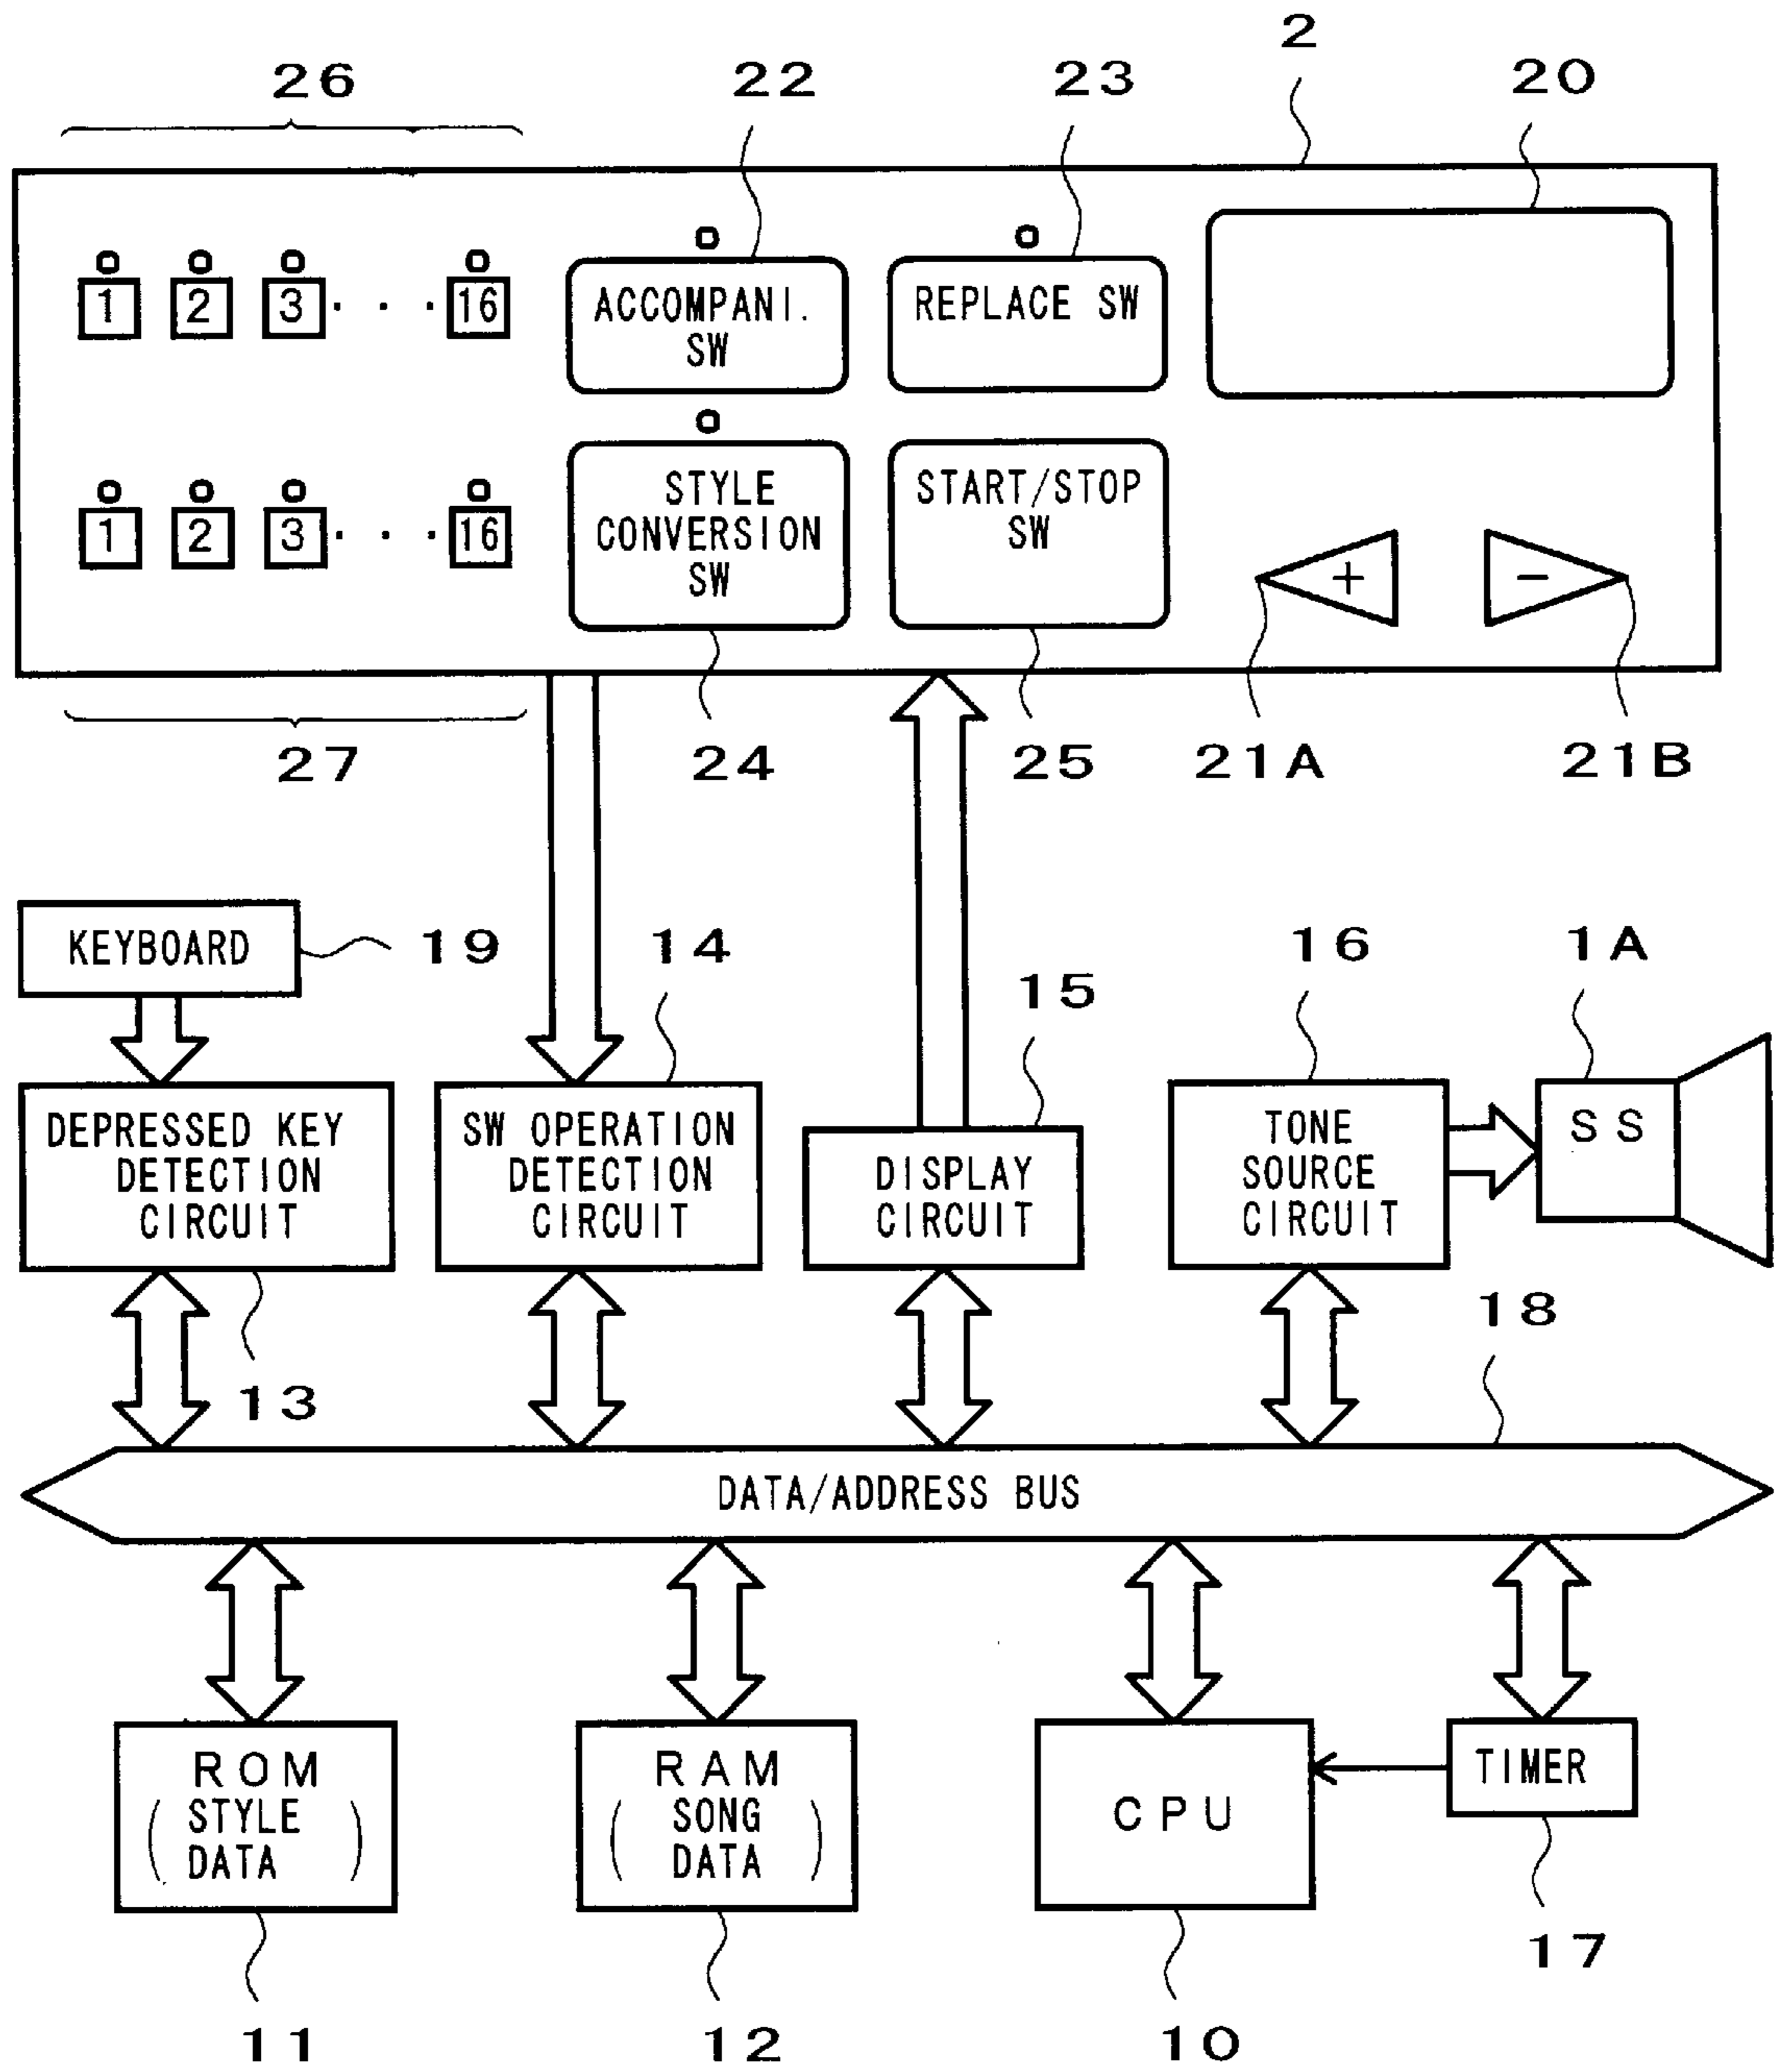 2
26
22
23
20
1 2 3 · · · 16
ACCOMPANI.
SW
REPLACE SW
1 2 3 · · · 16
STYLE
CONVERSION
SW
START/STOP
SW
+
−
27
24
25
21A
21B
KEYBOARD
19
14
15
16
1A
DEPRESSED KEY
DETECTION
CIRCUIT
SW OPERATION
DETECTION
CIRCUIT
DISPLAY
CIRCUIT
TONE
SOURCE
CIRCUIT
SS
13
18
DATA/ADDRESS BUS
ROM
(STYLE
DATA)
RAM
(SONG
DATA)
CPU
TIMER
11
12
10
17